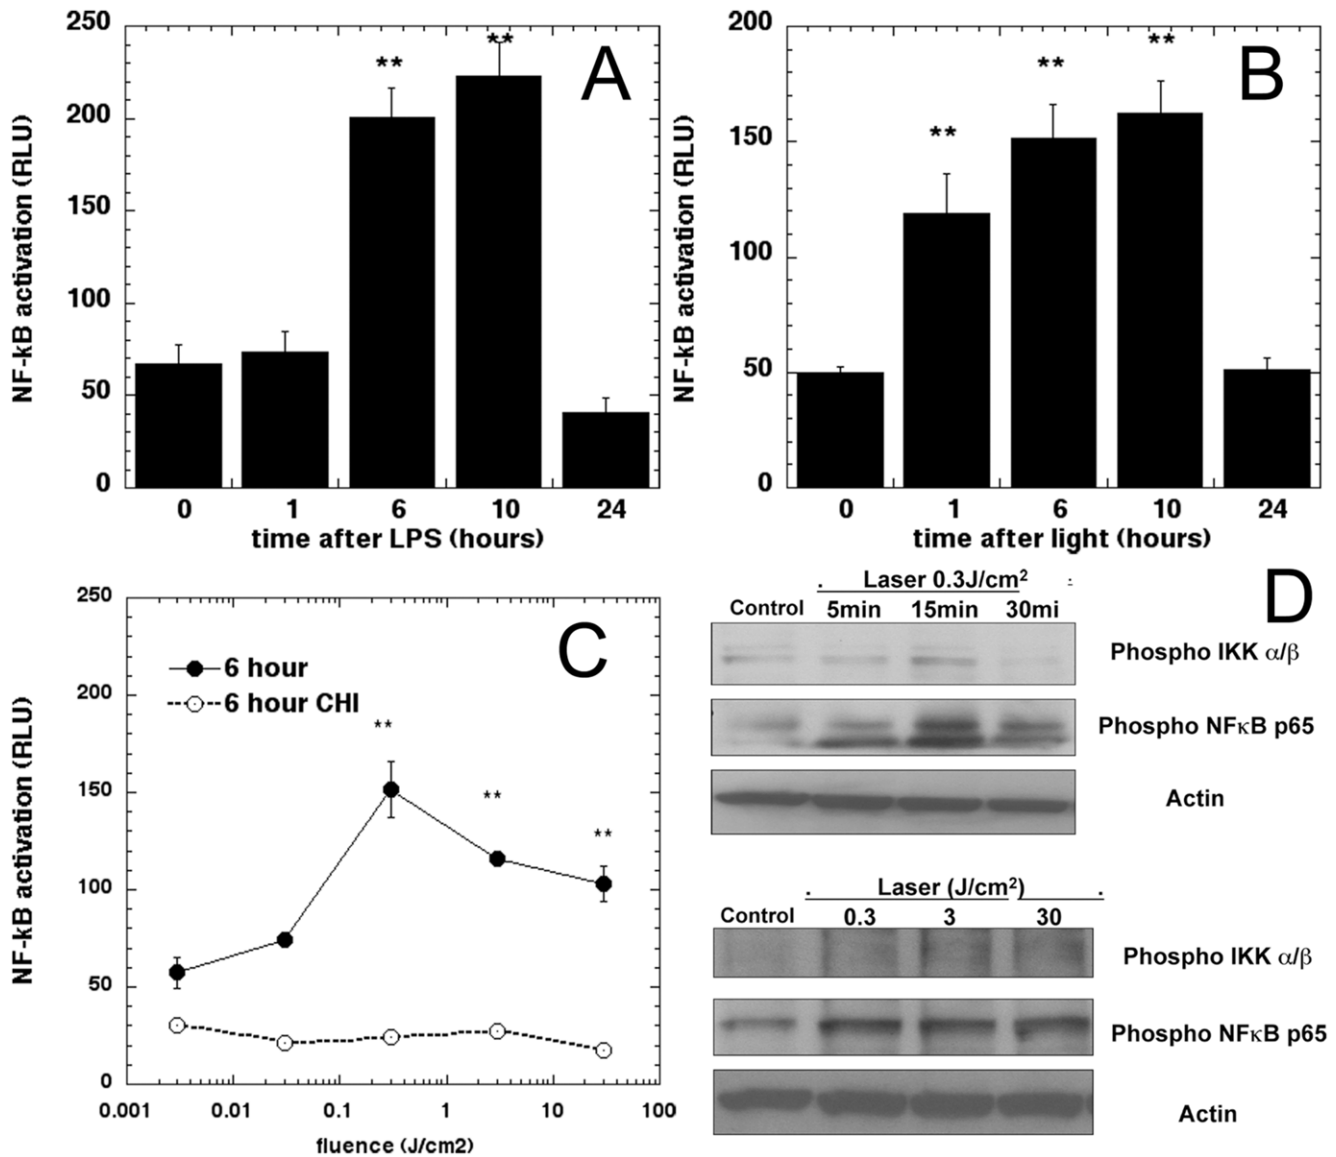 A
NF-kB activation (RLU)
250
200
150
100
50
0
**
**
0 1 6 10 24
time after LPS (hours)
B
NF-kB activation (RLU)
200
150
100
50
0
**
**
**
0 1 6 10 24
time after light (hours)
C
NF-kB activation (RLU)
250
200
150
100
50
0
6 hour
6 hour CHI
**
**
**
0.001 0.01 0.1 1 10 100
fluence (J/cm2)
D
Laser 0.3J/cm²
Control 5min 15min 30mi
Phospho IKK α/β
Phospho NFκB p65
Actin
Laser (J/cm²)
Control 0.3 3 30
Phospho IKK α/β
Phospho NFκB p65
Actin